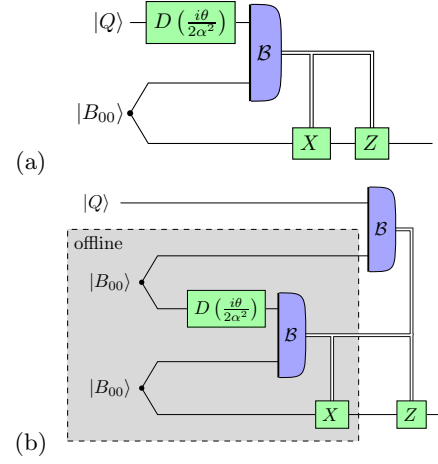 |Q⟩ D (iθ/2α²) B
|B₀₀⟩
(a) X Z
|Q⟩ B
offline
|B₀₀⟩
D (iθ/2α²) B
|B₀₀⟩
(b) X Z